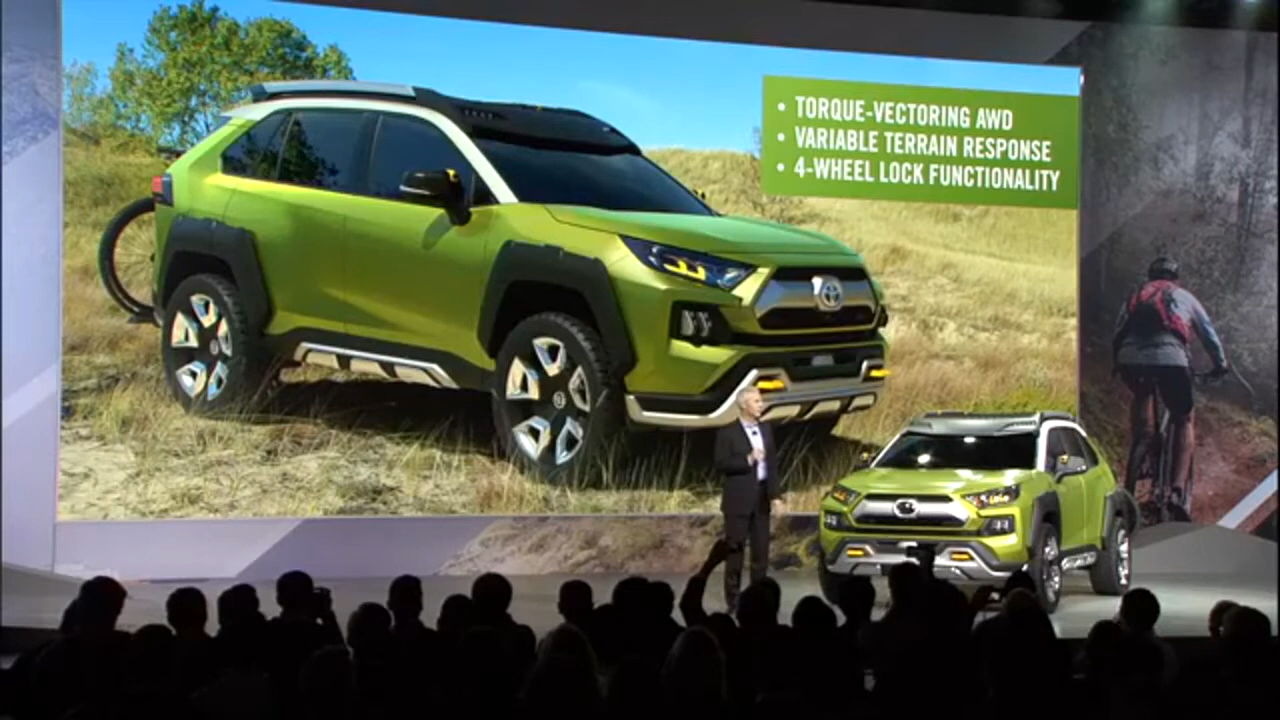 • TORQUE-VECTORING AWD
• VARIABLE TERRAIN RESPONSE
• 4-WHEEL LOCK FUNCTIONALITY